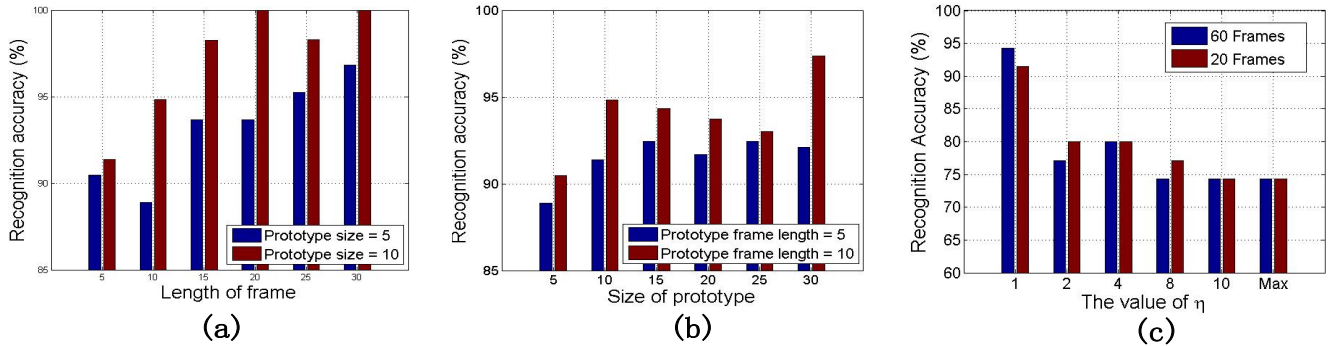 Recognition accuracy (%)
100
95
90
85
5 10 15 20 25 30
Prototype size = 5
Prototype size = 10
Length of frame
(a)
Recognition accuracy (%)
100
95
90
85
5 10 15 20 25 30
Prototype frame length = 5
Prototype frame length = 10
Size of prototype
(b)
Recognition Accuracy (%)
100
95
90
85
80
75
70
65
60
60 Frames
20 Frames
1 2 4 8 10 Max
The value of η
(c)